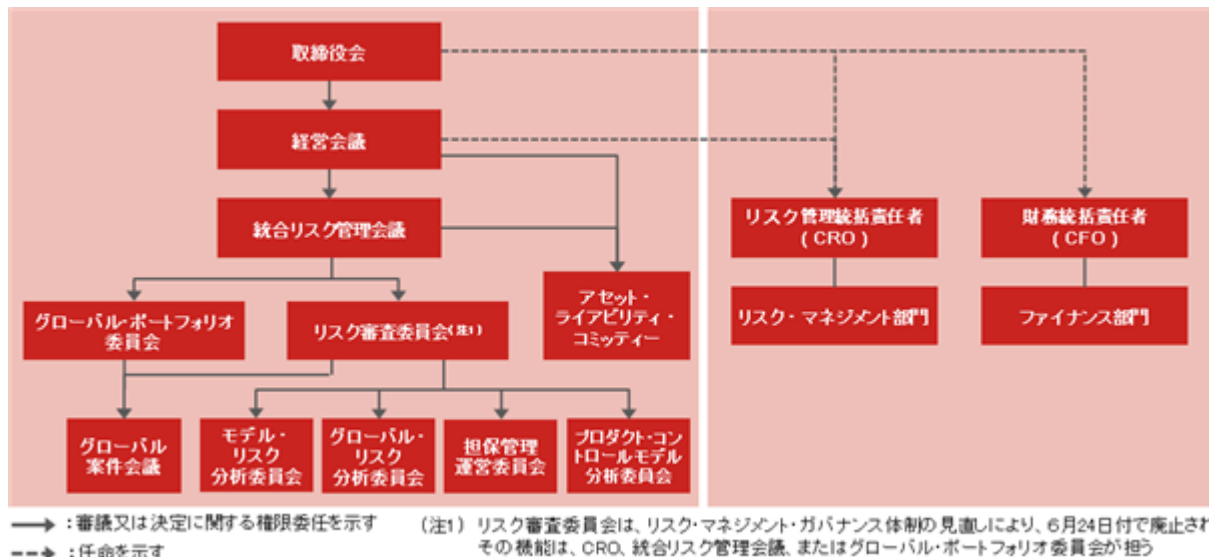 取締役会
経営会議
統合リスク管理会議
リスク管理統括責任者
(CRO)
財務統括責任者
(CFO)
グローバル・ポートフォリオ
委員会
リスク審査委員会(注1)
アセット・
ライアビリティ・
コミッティー
リスク・マネジメント部門
ファイナンス部門
グローバル
案件会議
モデル・
リスク
分析委員会
グローバル・
リスク
分析委員会
担保管理
運営委員会
プロダクト・コン
トロールモデル
分析委員会
:審議又は決定に関する権限委任を示す
:任命を示す
(注1) リスク審査委員会は、リスク・マネジメント・ガバナンス体制の見直しにより、6月24日付で廃止され
その機能は、CRO、統合リスク管理会議、またはグローバル・ポートフォリオ委員会が担う